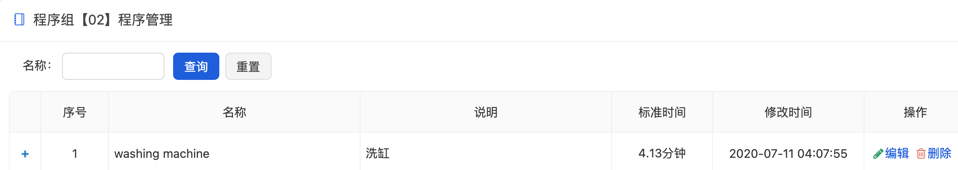 程序组【02】程序管理
名称： 查询 重置
序号 名称 说明 标准时间 修改时间 操作
+ 1 washing machine 洗缸 4.13分钟 2020-07-11 04:07:55 编辑 删除